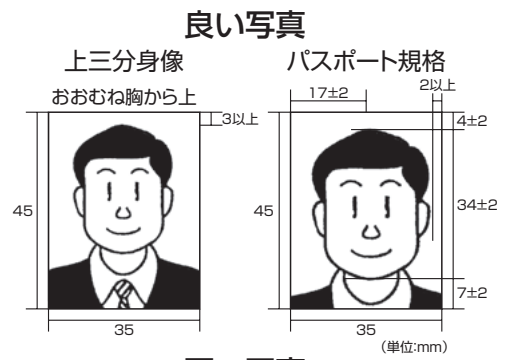 良い写真
上三分身像
パスポート規格
おおむね胸から上
17±2
2以上
3以上
4±2
45
45
34±2
7±2
35
35
(単位:mm)